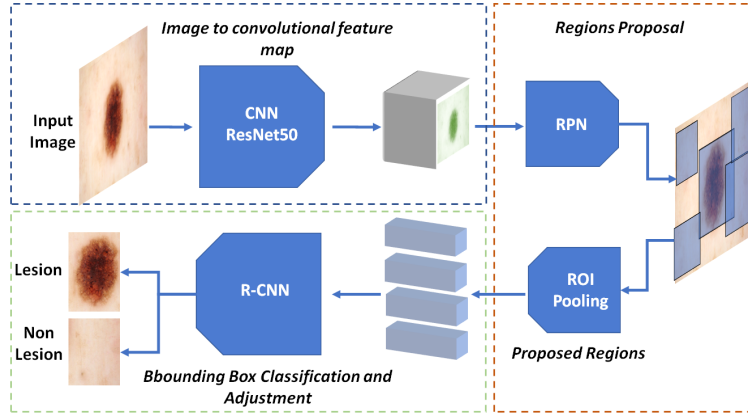 Image to convolutional feature
map
Regions Proposal
Input
Image
CNN
ResNet50
RPN
Lesion
Non
Lesion
R-CNN
ROI
Pooling
Proposed Regions
Bbounding Box Classification and
Adjustment